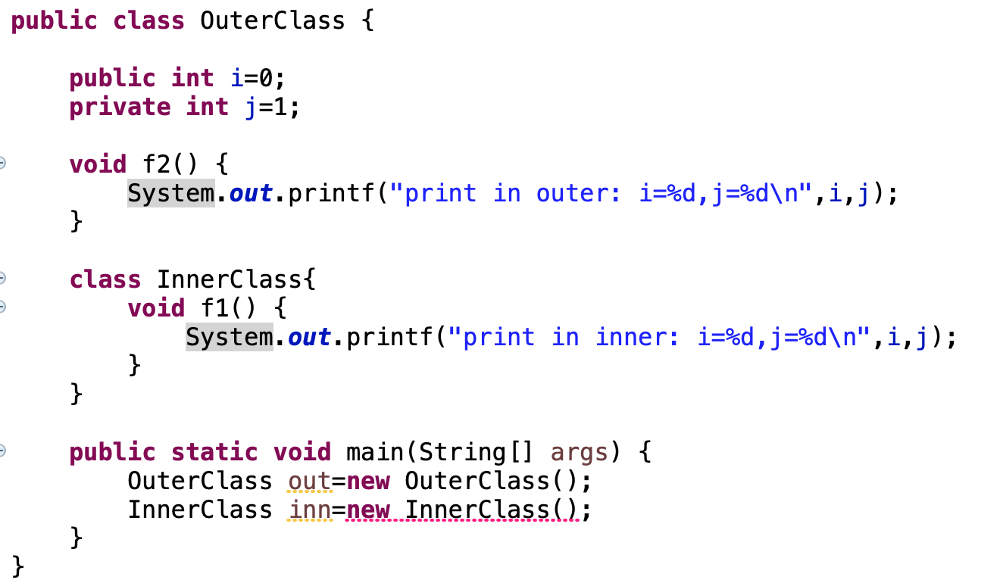 public class OuterClass {
public int i=0;
private int j=1;
void f2() {
System.out.printf("print in outer: i=%d,j=%d\n",i,j);
}
class InnerClass{
void f1() {
System.out.printf("print in inner: i=%d,j=%d\n",i,j);
}
}
public static void main(String[] args) {
OuterClass out=new OuterClass();
InnerClass inn=new InnerClass();
}
}